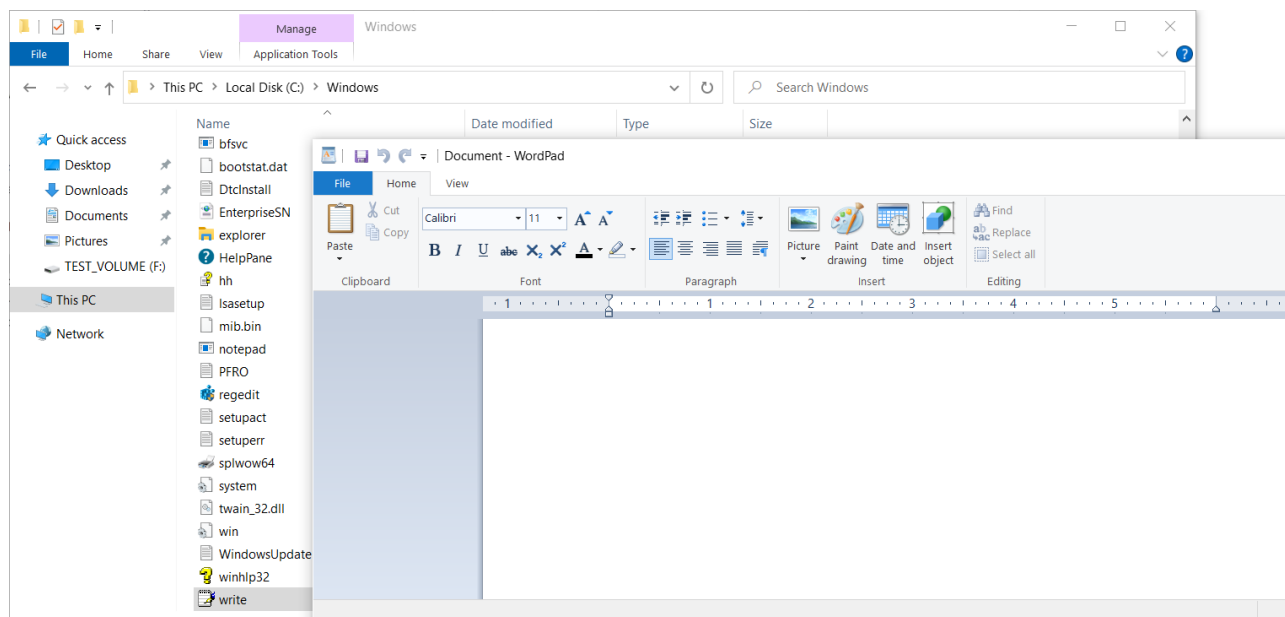 Manage Windows
File Home Share View Application Tools
This PC > Local Disk (C:) > Windows
Search Windows
Name Date modified Type Size
Quick access
Desktop
Downloads
Documents
Pictures
TEST_VOLUME (F:)
This PC
Network
bfsvc
bootstat.dat
DtcInstall
EnterpriseSN
explorer
HelpPane
hh
lsasetup
mib.bin
notepad
PFRO
regedit
setupact
setuperr
splwow64
system
twain_32.dll
win
WindowsUpdate
winhlp32
write
Document - WordPad
File Home View
Paste
Cut
Copy
Clipboard
Calibri 11 A A
B I U abc X₂ X² A
Font
Paragraph
Picture
Paint drawing
Date and time
Insert object
Insert
Find
Replace
Select all
Editing
1 1 2 3 4 5